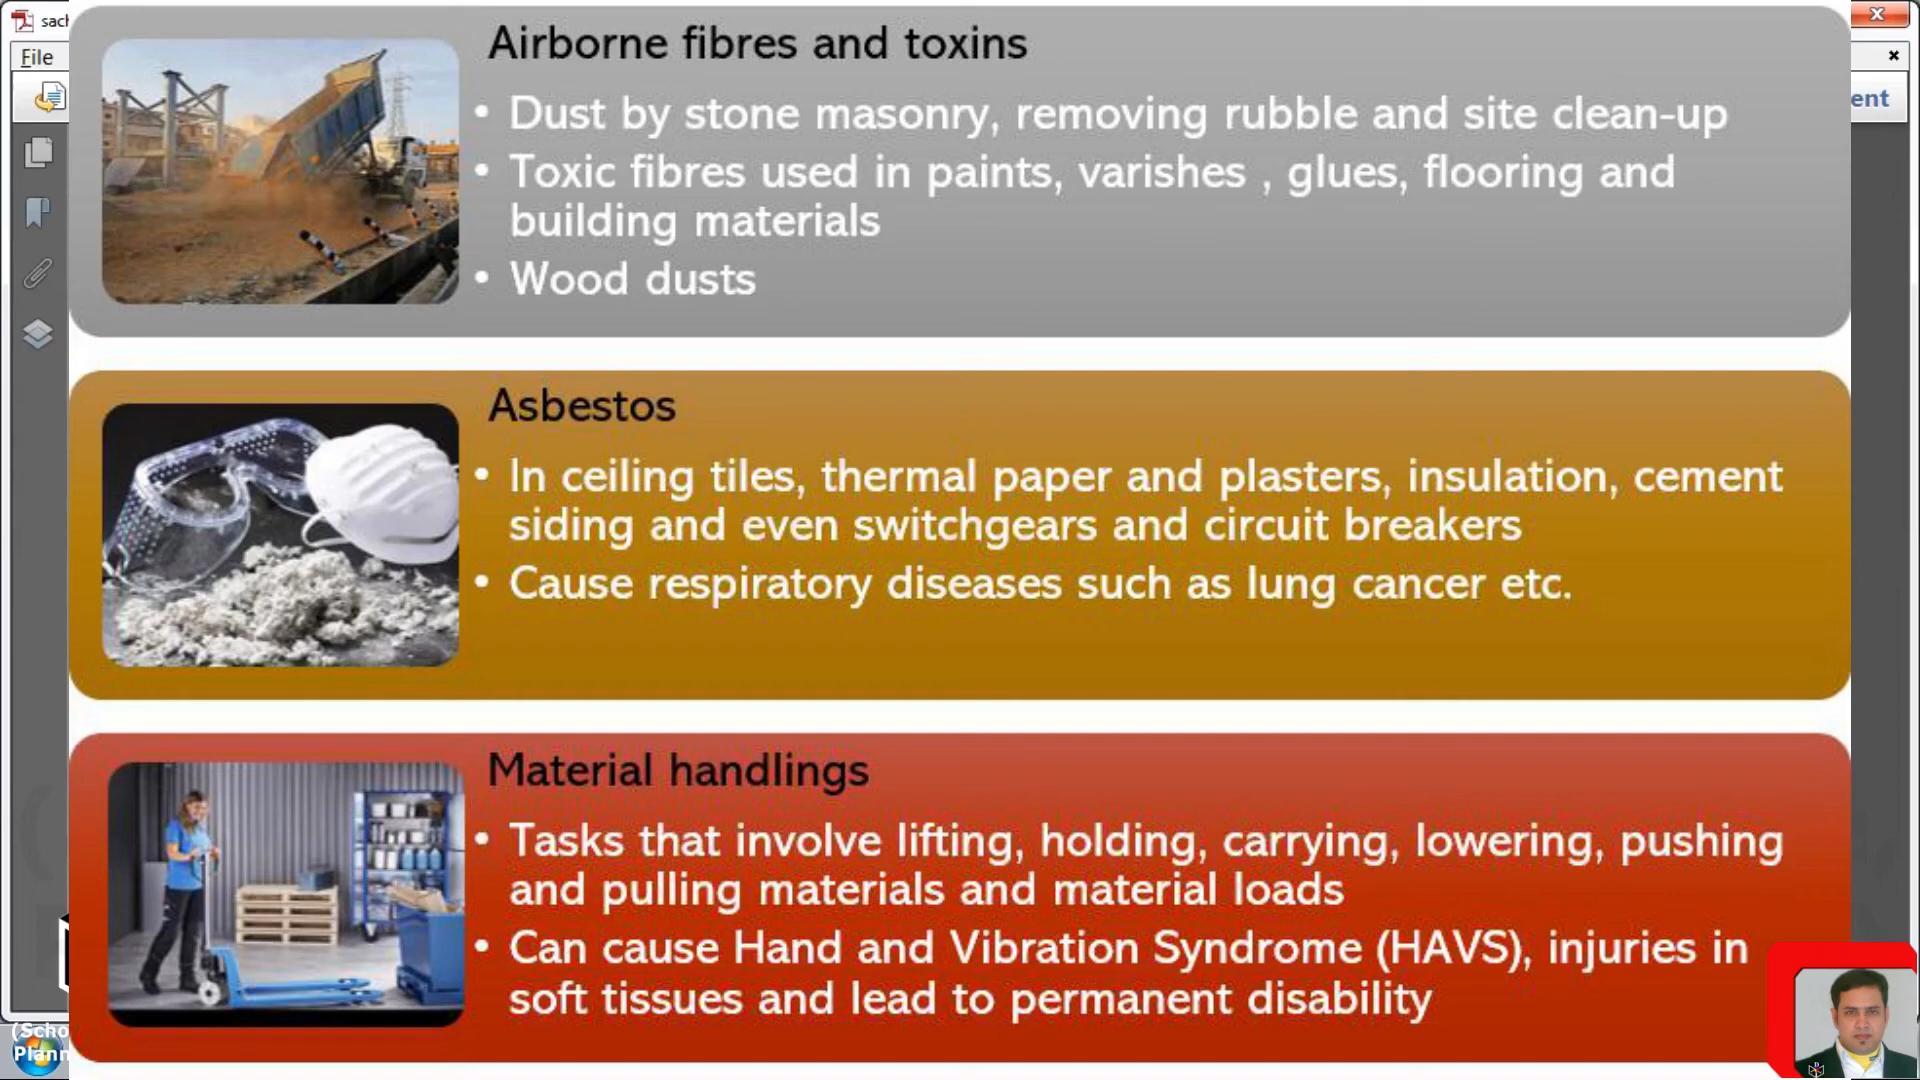 sach
File
ent
Airborne fibres and toxins
• Dust by stone masonry, removing rubble and site clean-up
• Toxic fibres used in paints, varishes , glues, flooring and
building materials
• Wood dusts
Asbestos
• In ceiling tiles, thermal paper and plasters, insulation, cement
siding and even switchgears and circuit breakers
• Cause respiratory diseases such as lung cancer etc.
Material handlings
• Tasks that involve lifting, holding, carrying, lowering, pushing
and pulling materials and material loads
• Can cause Hand and Vibration Syndrome (HAVS), injuries in
soft tissues and lead to permanent disability
(Scho
Plann